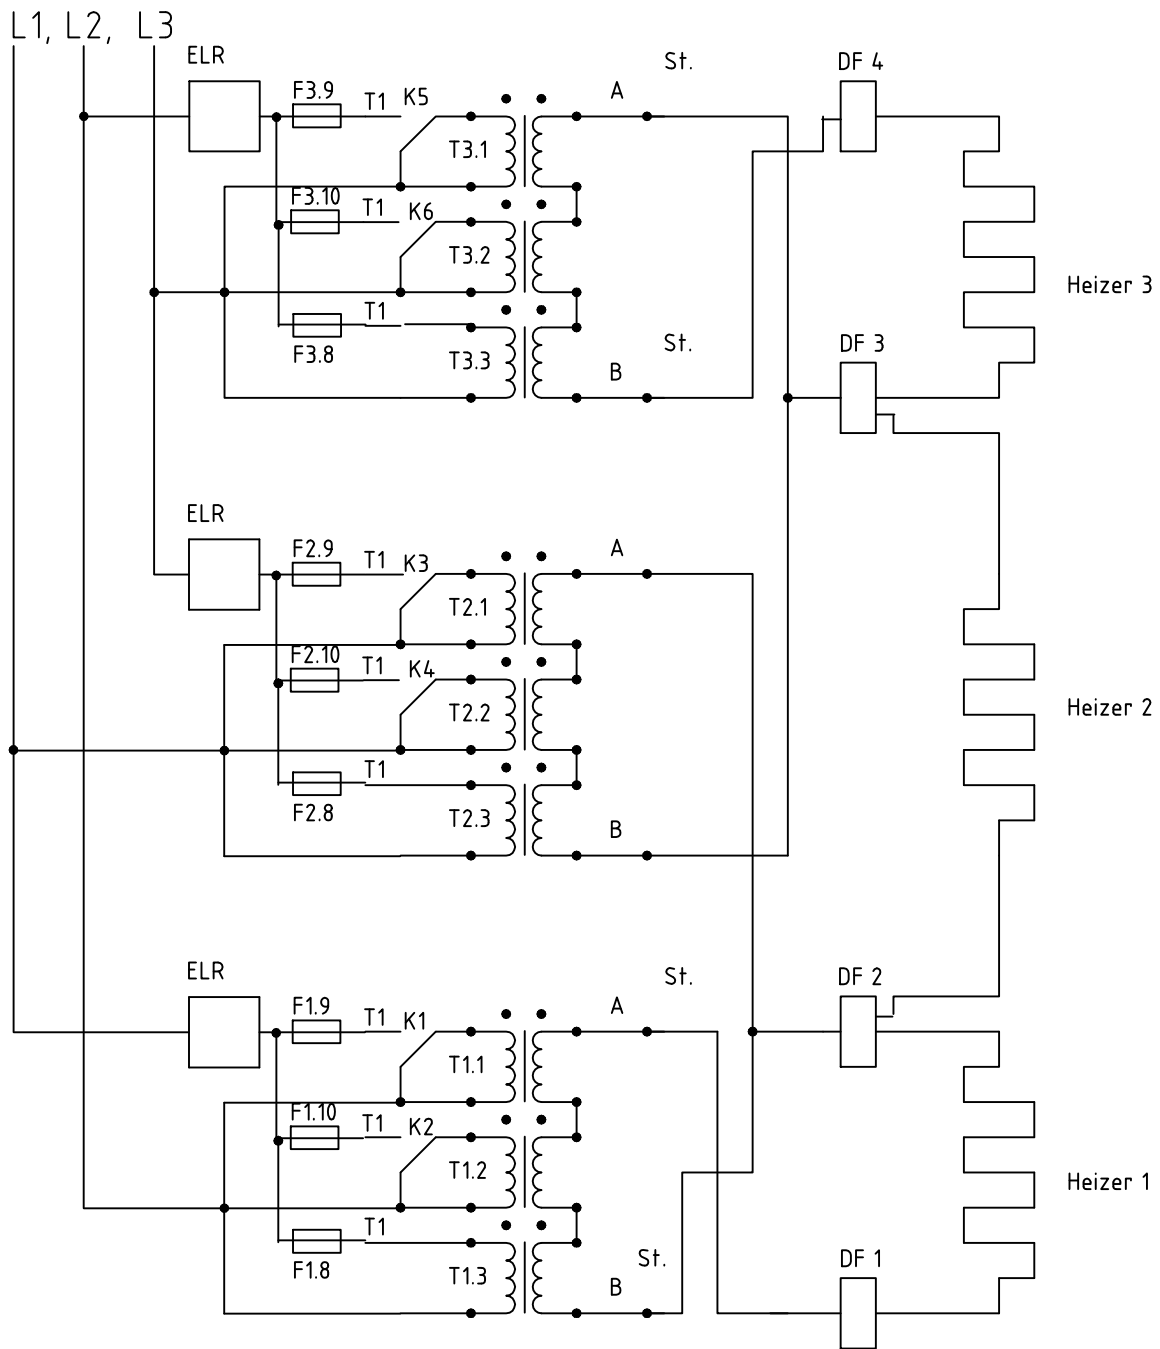 L1, L2, L3
ELR
F3.9
T1
K5
A
St.
DF 4
T3.1
F3.10
T1
K6
T3.2
Heizer 3
T1
F3.8
T3.3
B
St.
DF 3
ELR
F2.9
T1
K3
A
T2.1
F2.10
T1
K4
T2.2
Heizer 2
T1
F2.8
T2.3
B
ELR
F1.9
T1
K1
A
St.
DF 2
T1.1
F1.10
T1
K2
T1.2
Heizer 1
T1
F1.8
T1.3
B
St.
DF 1